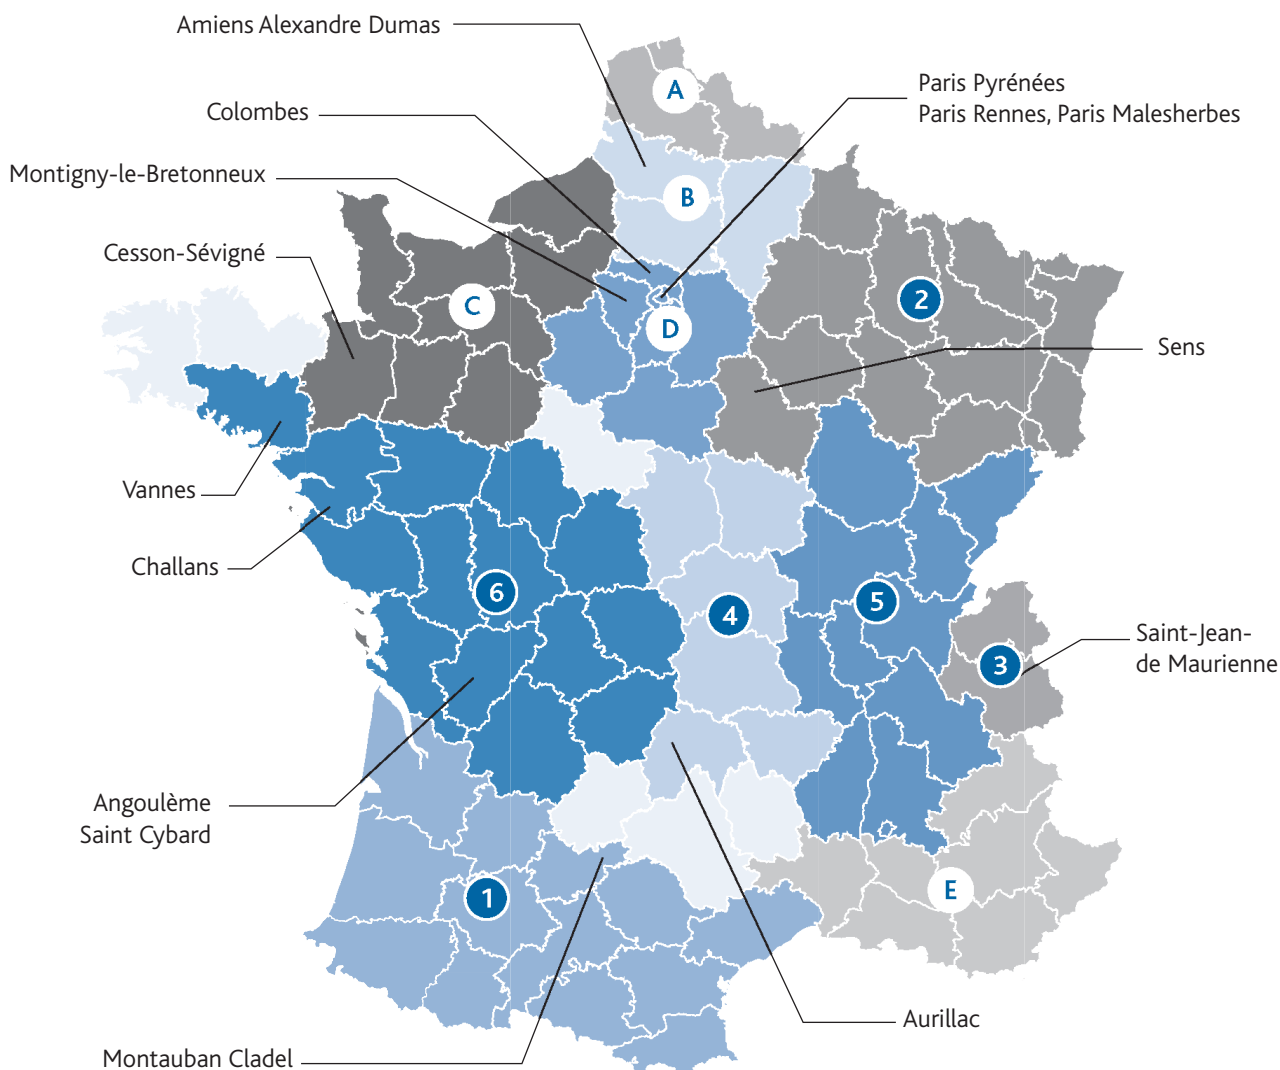 Amiens Alexandre Dumas
Paris Pyrénées
Paris Rennes, Paris Malesherbes
Colombes
Montigny-le-Bretonneux
Cesson-Sévigné
A
B
C
D
2
Sens
Vannes
Challans
6
4
5
3
Saint-Jean-
de Maurienne
Angoulême
Saint Cybard
1
E
Aurillac
Montauban Cladel